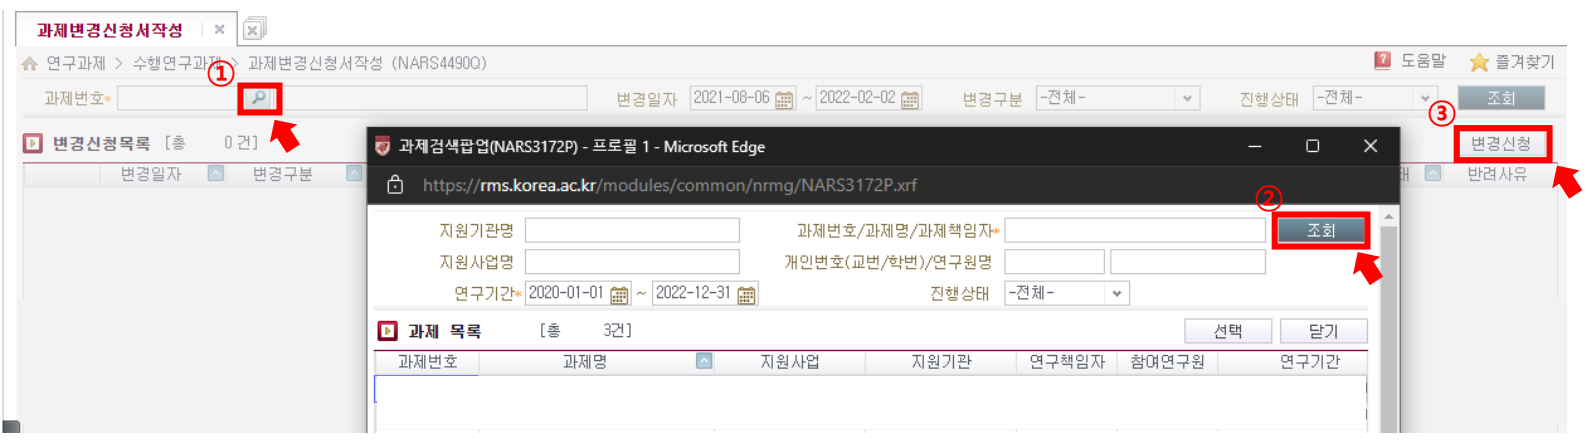 과제변경신청서작성
연구과제 > 수행연구과제 > 과제변경신청서작성 (NARS4490Q) 도움말 즐겨찾기
①
과제번호* 변경일자 2021-08-06 ~ 2022-02-02 변경구분 -전체- 진행상태 -전체- 조회
③
변경신청목록 [총 0건] 변경신청
변경일자 변경구분 반려사유
과제검색팝업(NARS3172P) - 프로필 1 - Microsoft Edge
https://rms.korea.ac.kr/modules/common/nrmg/NARS3172P.xrf
②
지원기관명 과제번호/과제명/과제책임자* 조회
지원사업명 개인번호(교번/학번)/연구원명
연구기간* 2020-01-01 ~ 2022-12-31 진행상태 -전체-
과제 목록 [총 3건] 선택 닫기
과제번호 과제명 지원사업 지원기관 연구책임자 참여연구원 연구기간